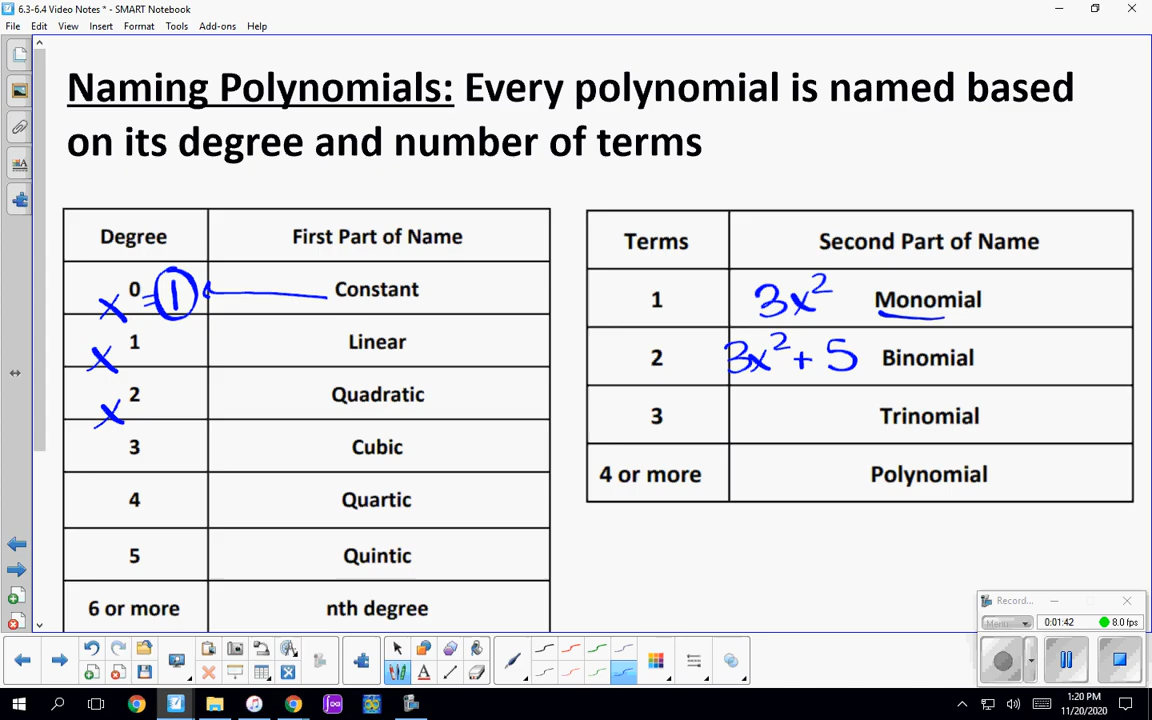 6.3-6.4 Video Notes * - SMART Notebook
File Edit View Insert Format Tools Add-ons Help
Naming Polynomials: Every polynomial is named based
on its degree and number of terms
Degree First Part of Name
x 0 = 1 Constant
x 1 Linear
x 2 Quadratic
3 Cubic
4 Quartic
5 Quintic
6 or more nth degree
Terms Second Part of Name
1 3x² Monomial
2 3x² + 5 Binomial
3 Trinomial
4 or more Polynomial
Record...
Menu 0:01:42 8.0 fps
1:20 PM
11/20/2020